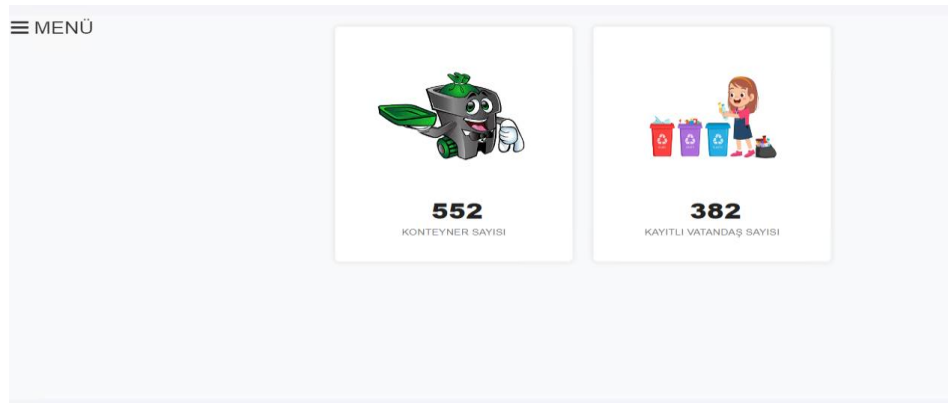 MENÜ
552
KONTEYNER SAYISI
382
KAYITLI VATANDAŞ SAYISI